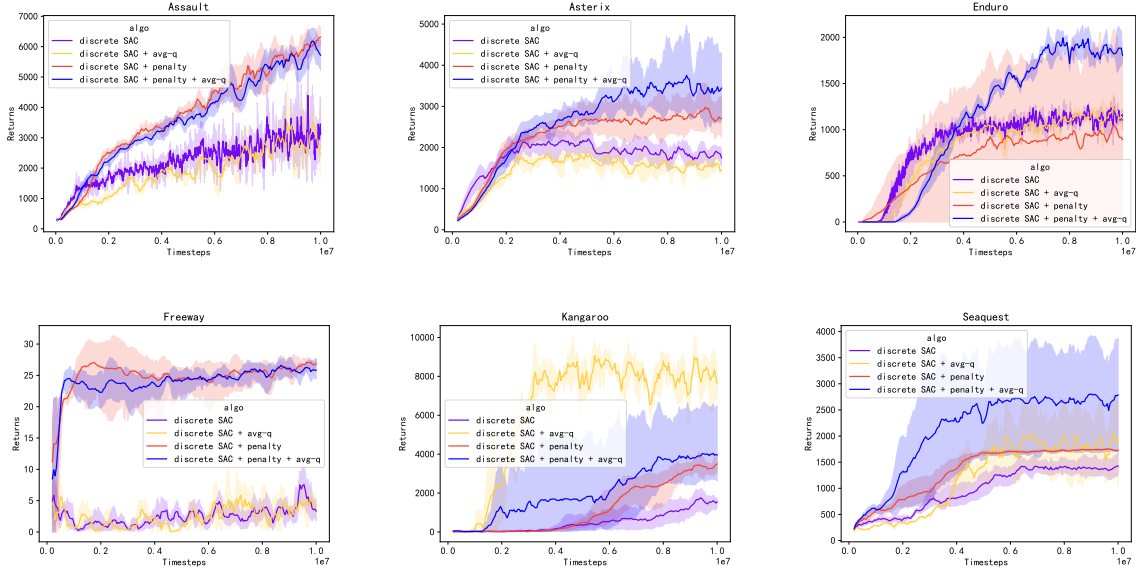 Assault
algo
discrete SAC
discrete SAC + avg-q
discrete SAC + penalty
discrete SAC + penalty + avg-q
7000
6000
5000
4000
3000
2000
1000
0
Returns
0.0 0.2 0.4 0.6 0.8 1.0
1e7
Timesteps
Asterix
algo
discrete SAC
discrete SAC + avg-q
discrete SAC + penalty
discrete SAC + penalty + avg-q
5000
4000
3000
2000
1000
0
Returns
0.0 0.2 0.4 0.6 0.8 1.0
1e7
Timesteps
Enduro
2000
1500
1000
500
0
Returns
algo
discrete SAC
discrete SAC + avg-q
discrete SAC + penalty
discrete SAC + penalty + avg-q
0.0 0.2 0.4 0.6 0.8 1.0
1e7
Timesteps
Freeway
30
25
20
15
10
5
0
Returns
algo
discrete SAC
discrete SAC + avg-q
discrete SAC + penalty
discrete SAC + penalty + avg-q
0.0 0.2 0.4 0.6 0.8 1.0
1e7
Timesteps
Kangaroo
10000
8000
6000
4000
2000
0
Returns
algo
discrete SAC
discrete SAC + avg-q
discrete SAC + penalty
discrete SAC + penalty + avg-q
0.0 0.2 0.4 0.6 0.8 1.0
1e7
Timesteps
Seaquest
algo
discrete SAC
discrete SAC + avg-q
discrete SAC + penalty
discrete SAC + penalty + avg-q
4000
3500
3000
2500
2000
1500
1000
500
0
Returns
0.0 0.2 0.4 0.6 0.8 1.0
1e7
Timesteps